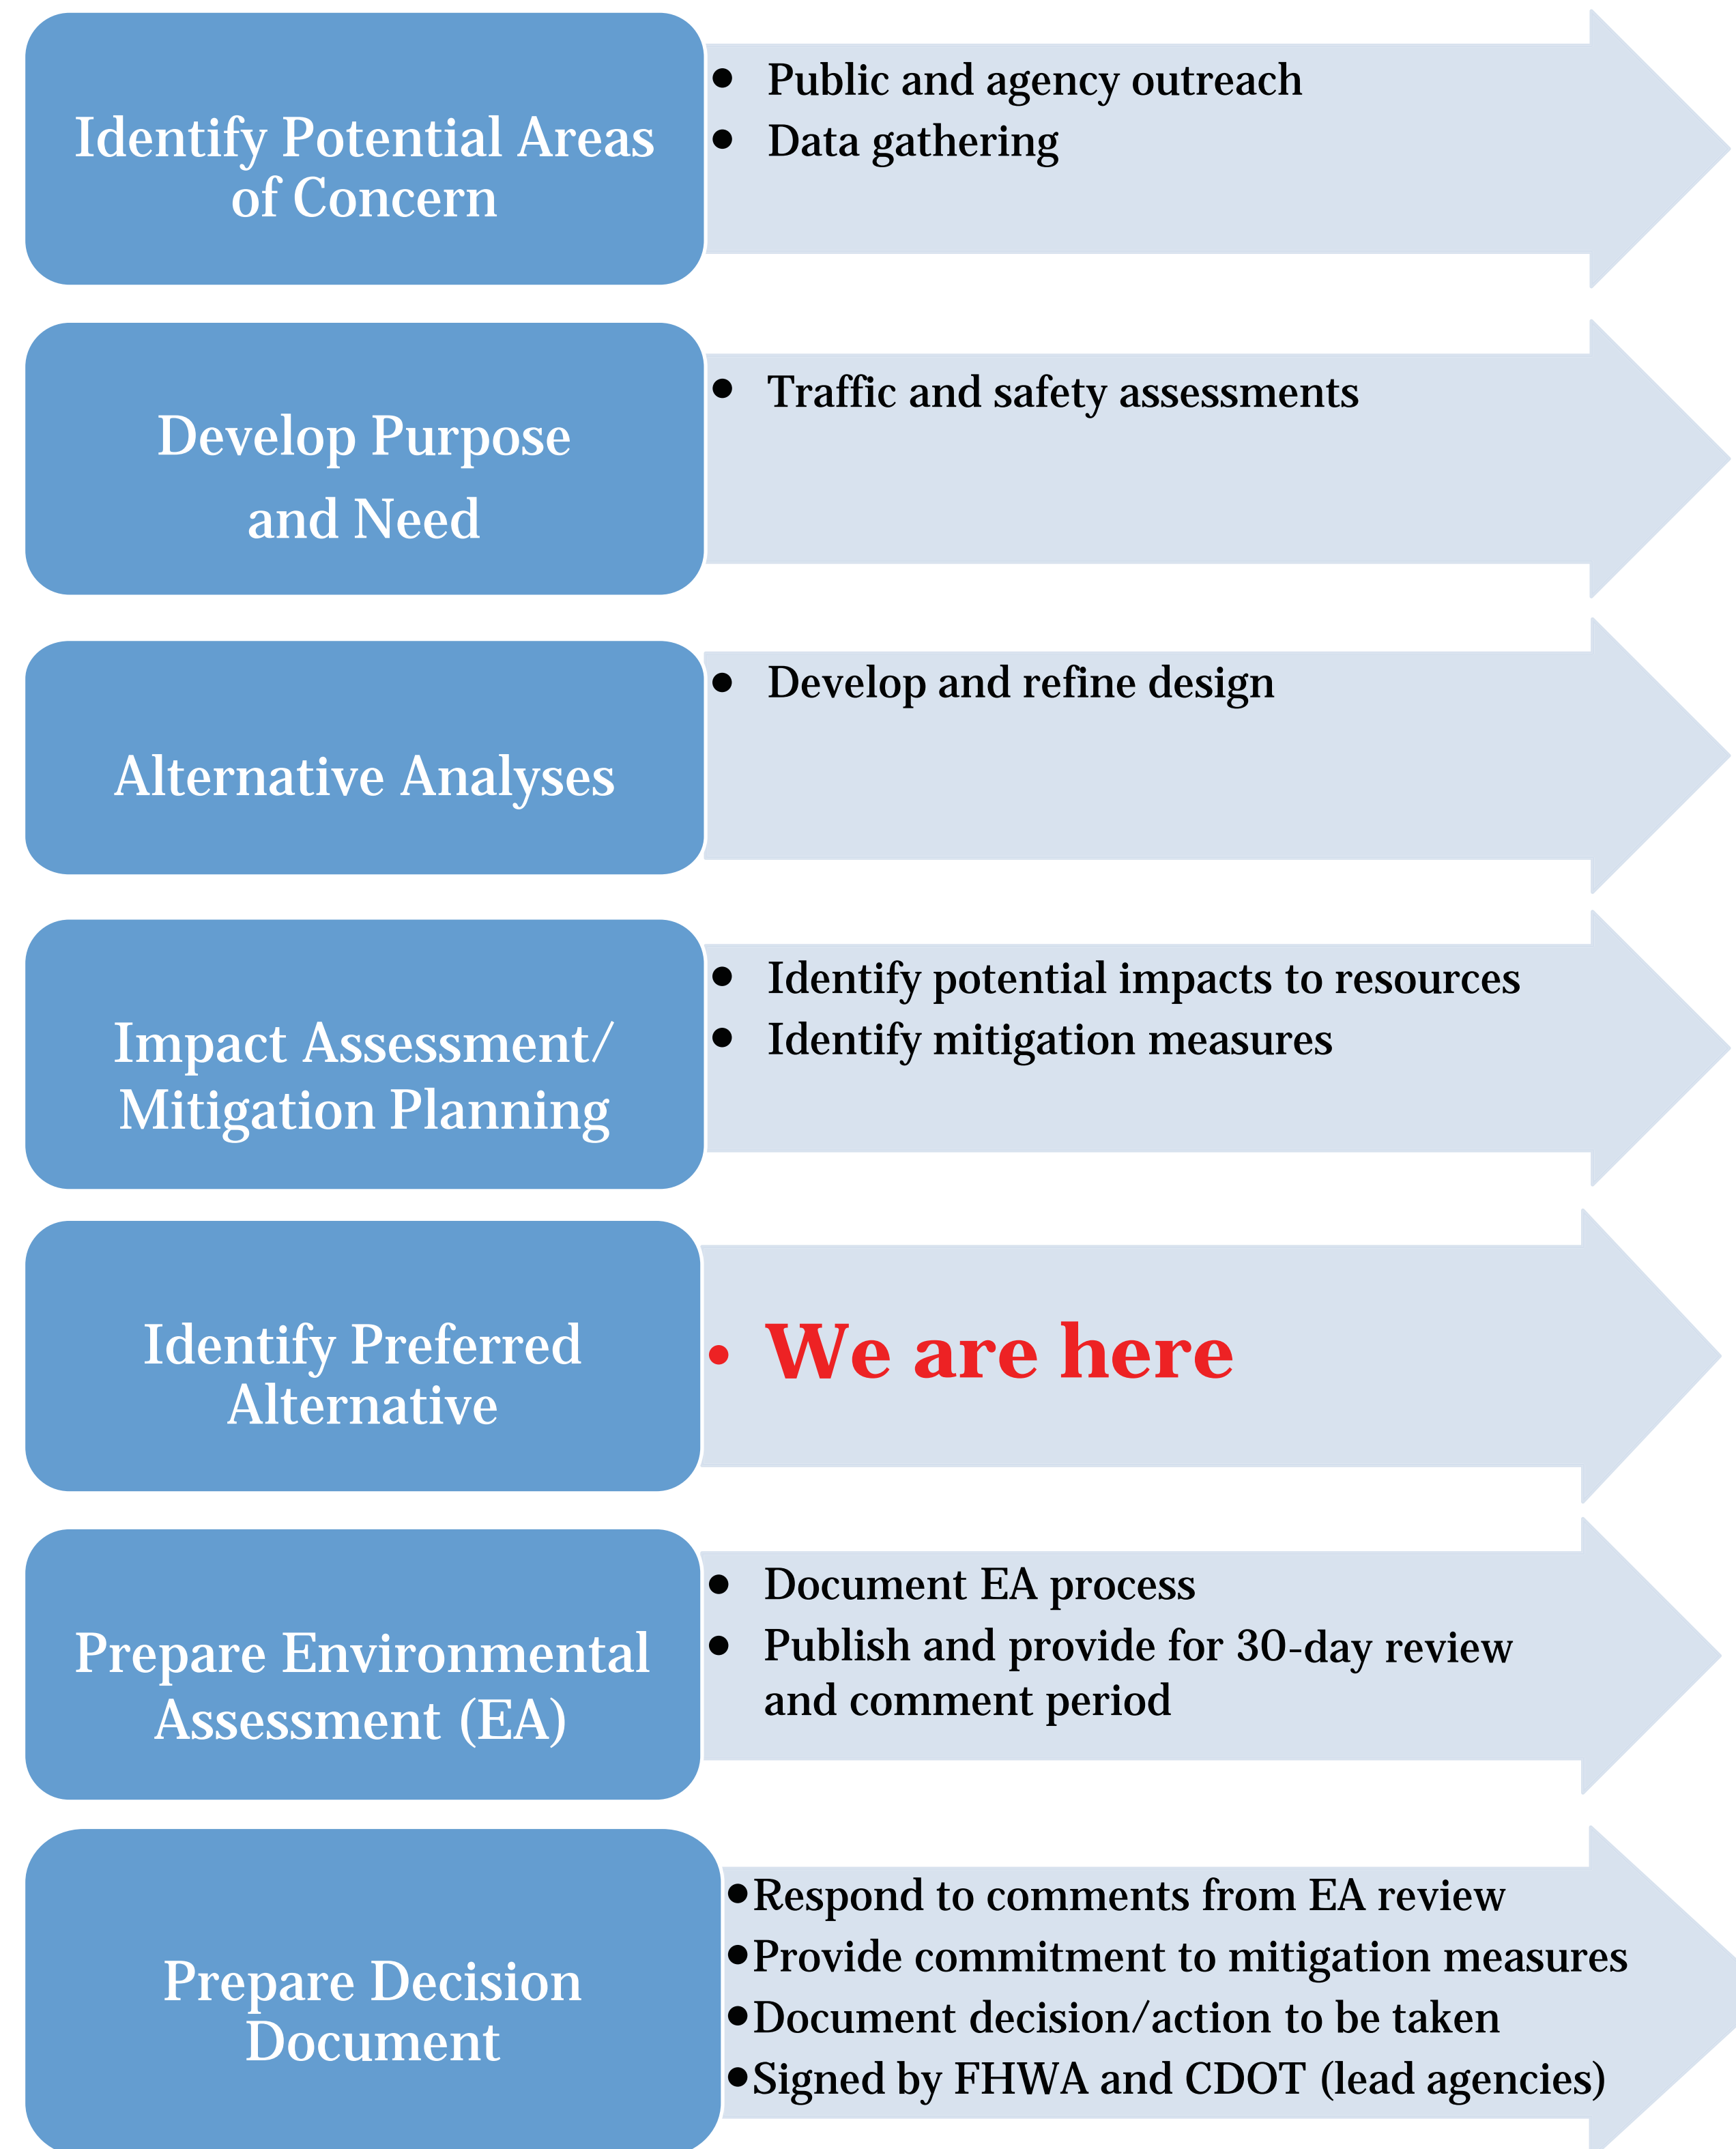 Identify Potential Areas
of Concern
• Public and agency outreach
• Data gathering
Develop Purpose
and Need
• Traffic and safety assessments
Alternative Analyses
• Develop and refine design
Impact Assessment/
Mitigation Planning
• Identify potential impacts to resources
• Identify mitigation measures
Identify Preferred
Alternative
• We are here
Prepare Environmental
Assessment (EA)
• Document EA process
• Publish and provide for 30-day review
and comment period
Prepare Decision
Document
•Respond to comments from EA review
•Provide commitment to mitigation measures
•Document decision/action to be taken
•Signed by FHWA and CDOT (lead agencies)